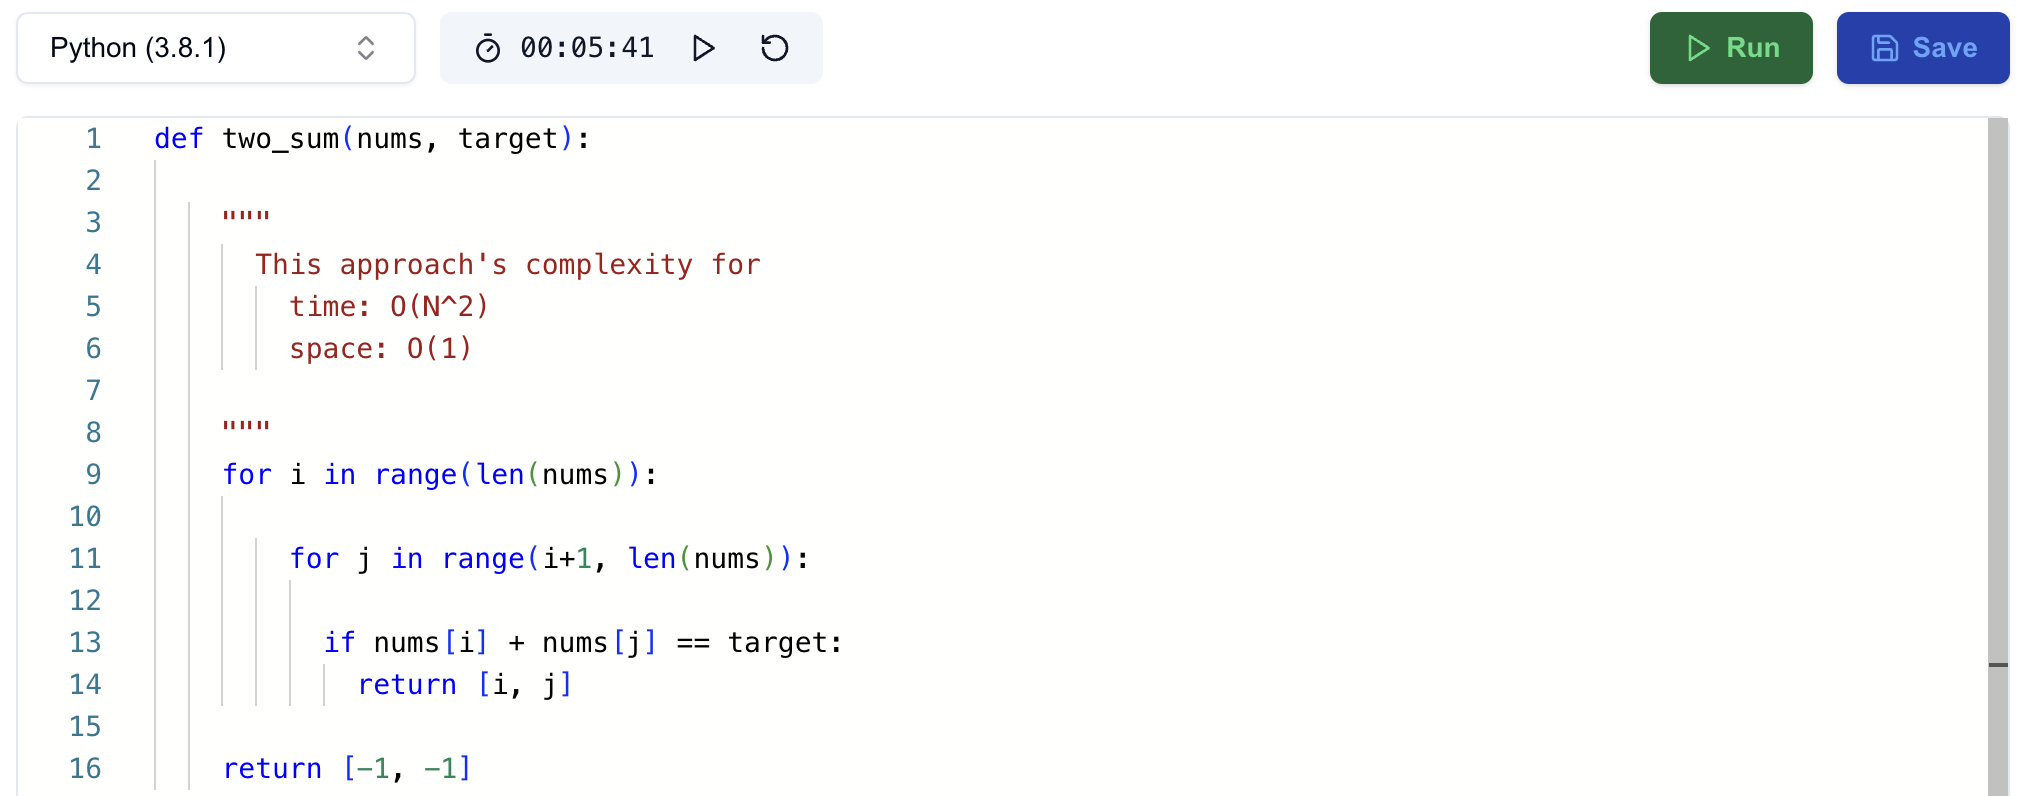 Python (3.8.1)
00:05:41
Run
Save
1 def two_sum(nums, target):
2
3 """
4 This approach's complexity for
5 time: O(N^2)
6 space: O(1)
7
8 """
9 for i in range(len(nums)):
10
11 for j in range(i+1, len(nums)):
12
13 if nums[i] + nums[j] == target:
14 return [i, j]
15
16 return [-1, -1]